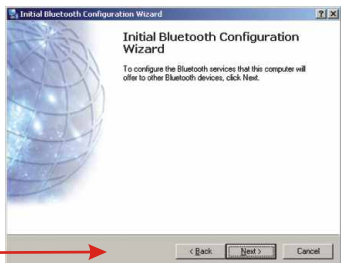 Initial Bluetooth Configuration Wizard
Initial Bluetooth Configuration
Wizard
To configure the Bluetooth services that this computer will
offer to other Bluetooth devices, click Next.
< Back Next > Cancel